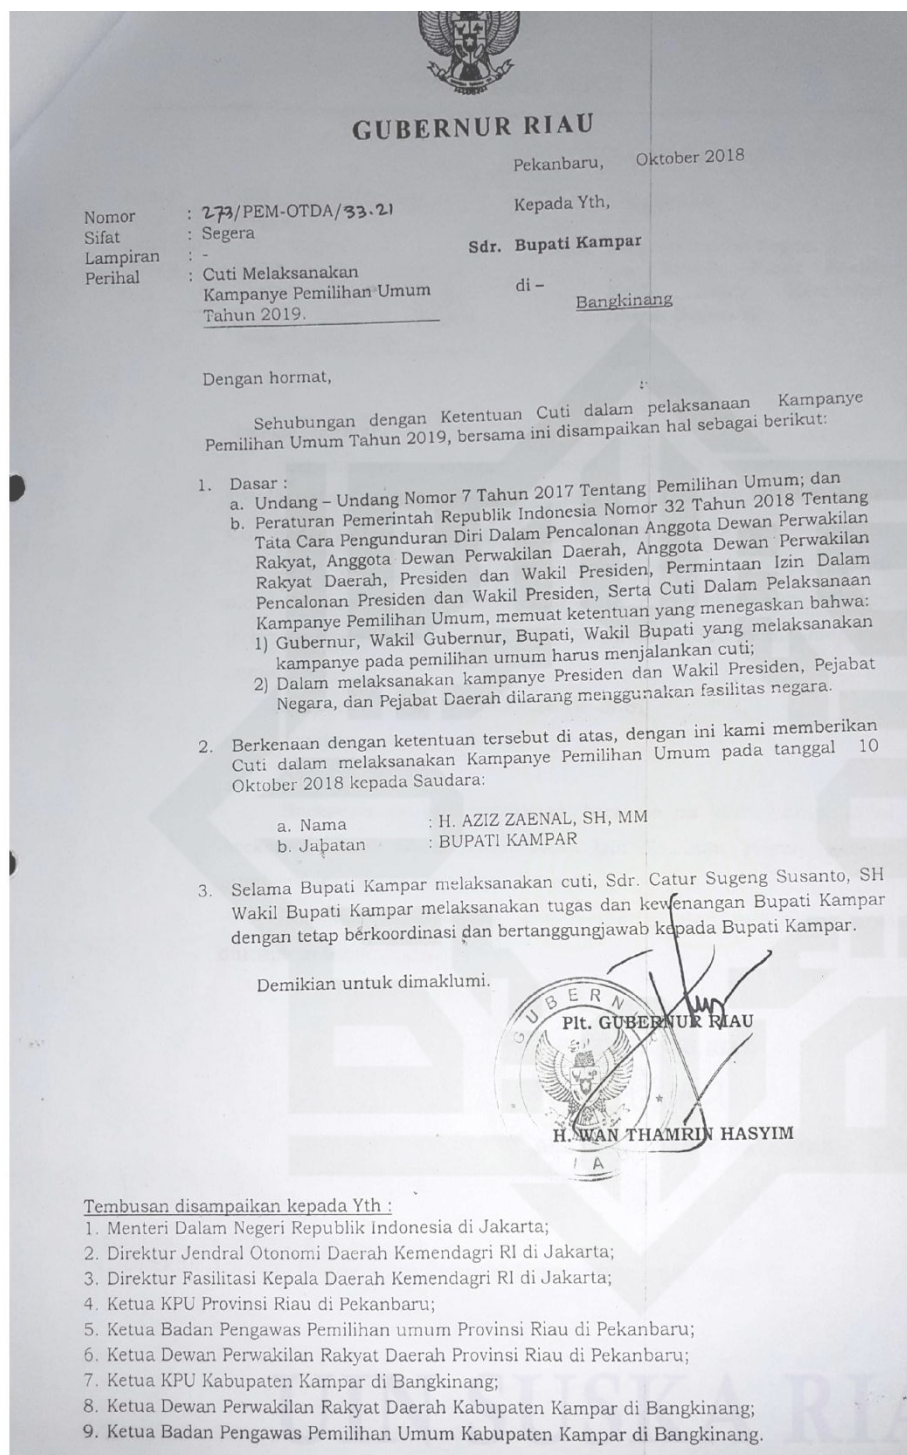 GUBERNUR RIAU
Pekanbaru, Oktober 2018
Kepada Yth,
Sdr. Bupati Kampar
di –
Bangkinang
Nomor : 273/PEM-OTDA/33.21
Sifat : Segera
Lampiran : -
Perihal : Cuti Melaksanakan
Kampanye Pemilihan Umum
Tahun 2019.
Dengan hormat,
Sehubungan dengan Ketentuan Cuti dalam pelaksanaan Kampanye
Pemilihan Umum Tahun 2019, bersama ini disampaikan hal sebagai berikut:
1. Dasar :
a. Undang – Undang Nomor 7 Tahun 2017 Tentang Pemilihan Umum; dan
b. Peraturan Pemerintah Republik Indonesia Nomor 32 Tahun 2018 Tentang
Tata Cara Pengunduran Diri Dalam Pencalonan Anggota Dewan Perwakilan
Rakyat, Anggota Dewan Perwakilan Daerah, Anggota Dewan Perwakilan
Rakyat Daerah, Presiden dan Wakil Presiden, Permintaan Izin Dalam
Pencalonan Presiden dan Wakil Presiden, Serta Cuti Dalam Pelaksanaan
Kampanye Pemilihan Umum, memuat ketentuan yang menegaskan bahwa:
1) Gubernur, Wakil Gubernur, Bupati, Wakil Bupati yang melaksanakan
kampanye pada pemilihan umum harus menjalankan cuti;
2) Dalam melaksanakan kampanye Presiden dan Wakil Presiden, Pejabat
Negara, dan Pejabat Daerah dilarang menggunakan fasilitas negara.
2. Berkenaan dengan ketentuan tersebut di atas, dengan ini kami memberikan
Cuti dalam melaksanakan Kampanye Pemilihan Umum pada tanggal 10
Oktober 2018 kepada Saudara:
a. Nama : H. AZIZ ZAENAL, SH, MM
b. Jabatan : BUPATI KAMPAR
3. Selama Bupati Kampar melaksanakan cuti, Sdr. Catur Sugeng Susanto, SH
Wakil Bupati Kampar melaksanakan tugas dan kewenangan Bupati Kampar
dengan tetap berkoordinasi dan bertanggungjawab kepada Bupati Kampar.
Demikian untuk dimaklumi.
GUBERN
Plt. GUBERNUR RIAU
H. WAN THAMRIN HASYIM
IA
Tembusan disampaikan kepada Yth :
1. Menteri Dalam Negeri Republik Indonesia di Jakarta;
2. Direktur Jendral Otonomi Daerah Kemendagri RI di Jakarta;
3. Direktur Fasilitasi Kepala Daerah Kemendagri RI di Jakarta;
4. Ketua KPU Provinsi Riau di Pekanbaru;
5. Ketua Badan Pengawas Pemilihan umum Provinsi Riau di Pekanbaru;
6. Ketua Dewan Perwakilan Rakyat Daerah Provinsi Riau di Pekanbaru;
7. Ketua KPU Kabupaten Kampar di Bangkinang;
8. Ketua Dewan Perwakilan Rakyat Daerah Kabupaten Kampar di Bangkinang;
9. Ketua Badan Pengawas Pemilihan Umum Kabupaten Kampar di Bangkinang.